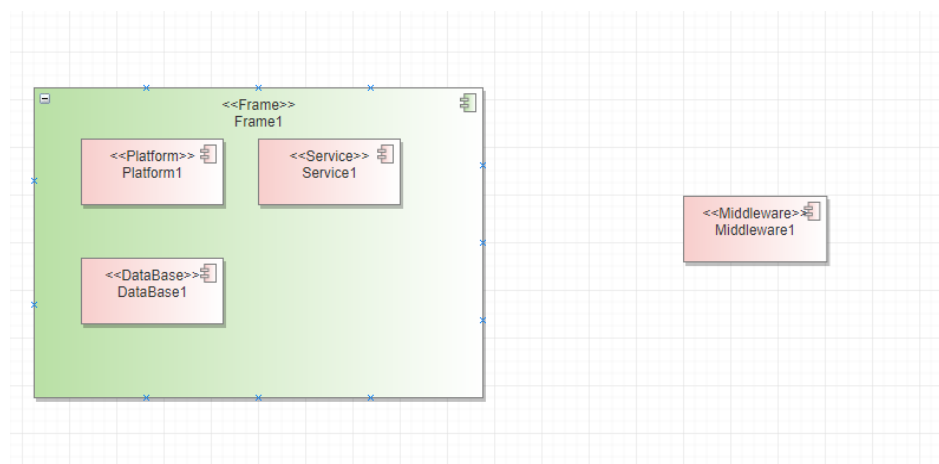 <<Frame>>
Frame1
<<Platform>>
Platform1
<<Service>>
Service1
<<DataBase>>
DataBase1
<<Middleware>>
Middleware1